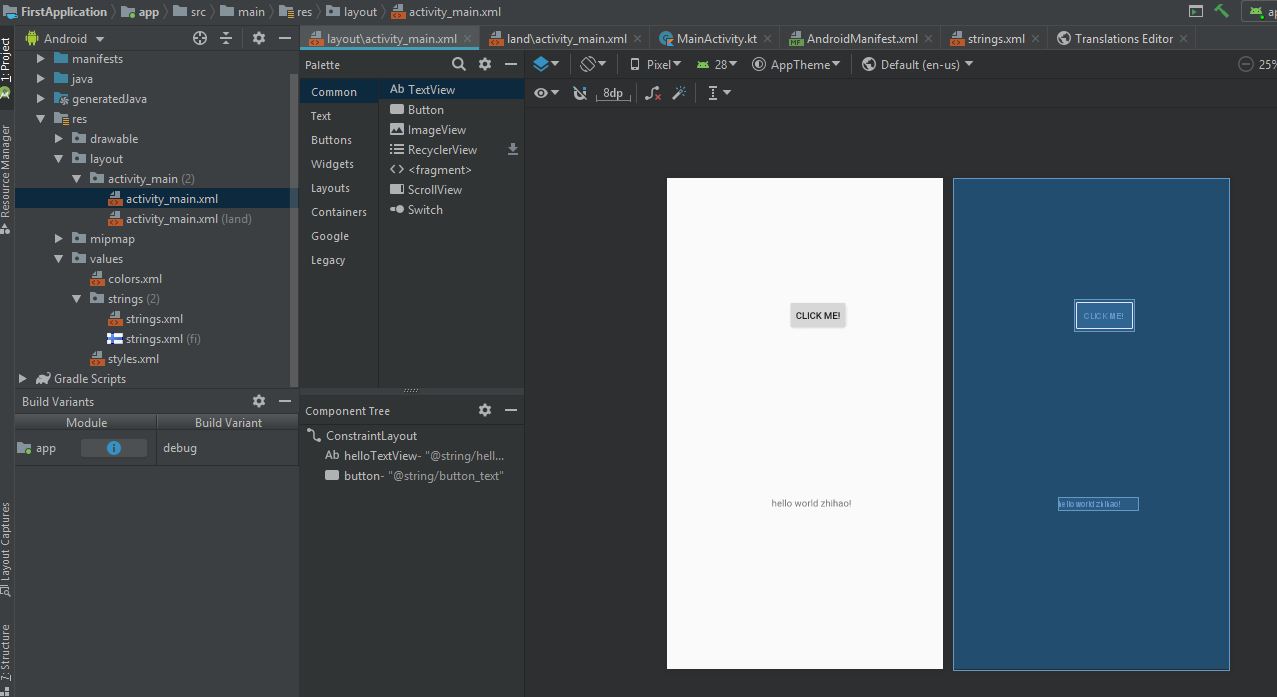 FirstApplication app src main res layout activity_main.xml
Android
layout\activity_main.xml land\activity_main.xml MainActivity.kt AndroidManifest.xml strings.xml Translations Editor
1: Project
Resource Manager
Layout Captures
7: Structure
manifests
java
generatedJava
res
drawable
layout
activity_main (2)
activity_main.xml
activity_main.xml (land)
mipmap
values
colors.xml
strings (2)
strings.xml
strings.xml (fi)
styles.xml
Gradle Scripts
Build Variants
Module Build Variant
app debug
Palette
Common
Text
Buttons
Widgets
Layouts
Containers
Google
Legacy
Ab TextView
Button
ImageView
RecyclerView
<fragment>
ScrollView
Switch
Component Tree
ConstraintLayout
Ab helloTextView- "@string/hell...
button- "@string/button_text"
Pixel 28 AppTheme Default (en-us) 25%
8dp
CLICK ME!
CLICK ME!
hello world zhihao!
hello world zhihao!